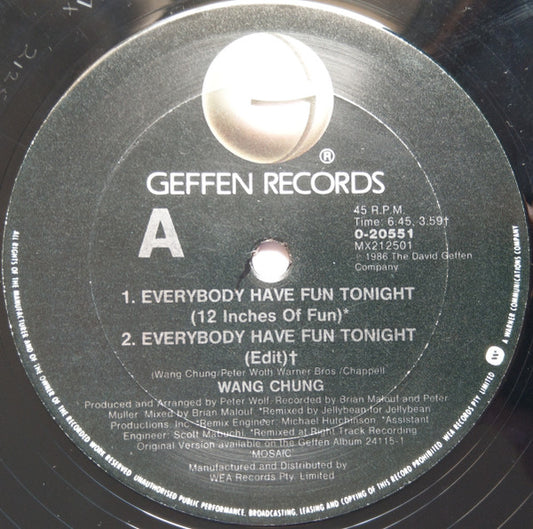 ®
GEFFEN RECORDS
A
45 R.P.M.
Time: 6.45, 3.59†
0-20551
MX212501
℗ 1986 The David Geffen
Company
1. EVERYBODY HAVE FUN TONIGHT
(12 Inches Of Fun)*
2. EVERYBODY HAVE FUN TONIGHT
(Edit)†
(Wang Chung/Peter Wolf) Warner Bros./Chappell
WANG CHUNG
Produced and Arranged by Peter Wolf. Recorded by Brian Malouf and Peter
Muller. Mixed by Brian Malouf. *Remixed by Jellybean for Jellybean
Productions, Inc. *Remix Engineer: Michael Hutchinson. *Assistant
Engineer: Scott Mabuchi. *Remixed at Right Track Recording
Original Version available on the Geffen Album 24115-1
'MOSAIC'
Manufactured and Distributed by
WEA Records Pty. Limited
ALL RIGHTS OF THE MANUFACTURER AND OF THE OWNER OF THE RECORDED WORK RESERVED UNAUTHORISED PUBLIC PERFORMANCE, BROADCASTING, LEASING AND COPYING OF THIS RECORD PROHIBITED WEA RECORDS PTY LIMITED
A WARNER COMMUNICATIONS COMPANY